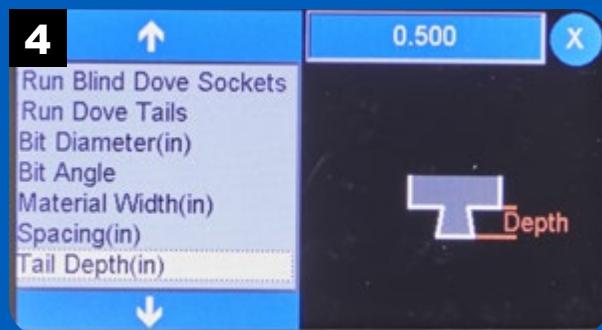 4
0.500
X
Run Blind Dove Sockets
Run Dove Tails
Bit Diameter(in)
Bit Angle
Material Width(in)
Spacing(in)
Tail Depth(in)
Depth